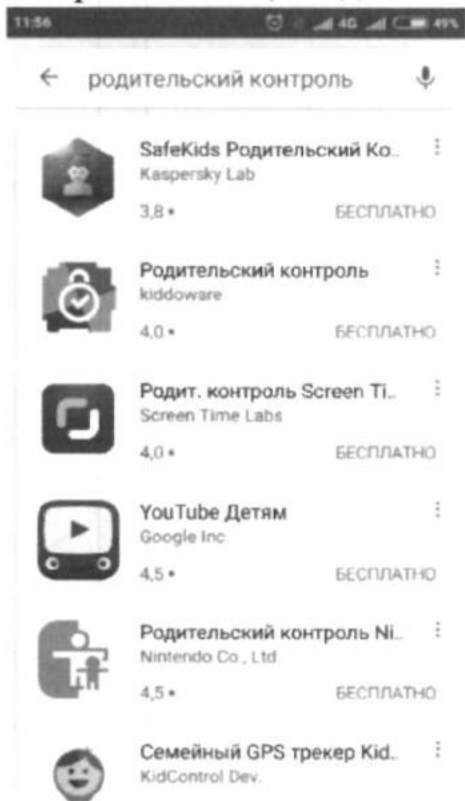 11:56
4G
49%
родительский контроль
SafeKids Родительский Ко..
Kaspersky Lab
3,8
БЕСПЛАТНО
Родительский контроль
kiddoware
4,0
БЕСПЛАТНО
Родит. контроль Screen Ti..
Screen Time Labs
4,0
БЕСПЛАТНО
YouTube Детям
Google Inc
4,5
БЕСПЛАТНО
Родительский контроль Ni..
Nintendo Co., Ltd
4,5
БЕСПЛАТНО
Семейный GPS трекер Kid..
KidControl Dev.